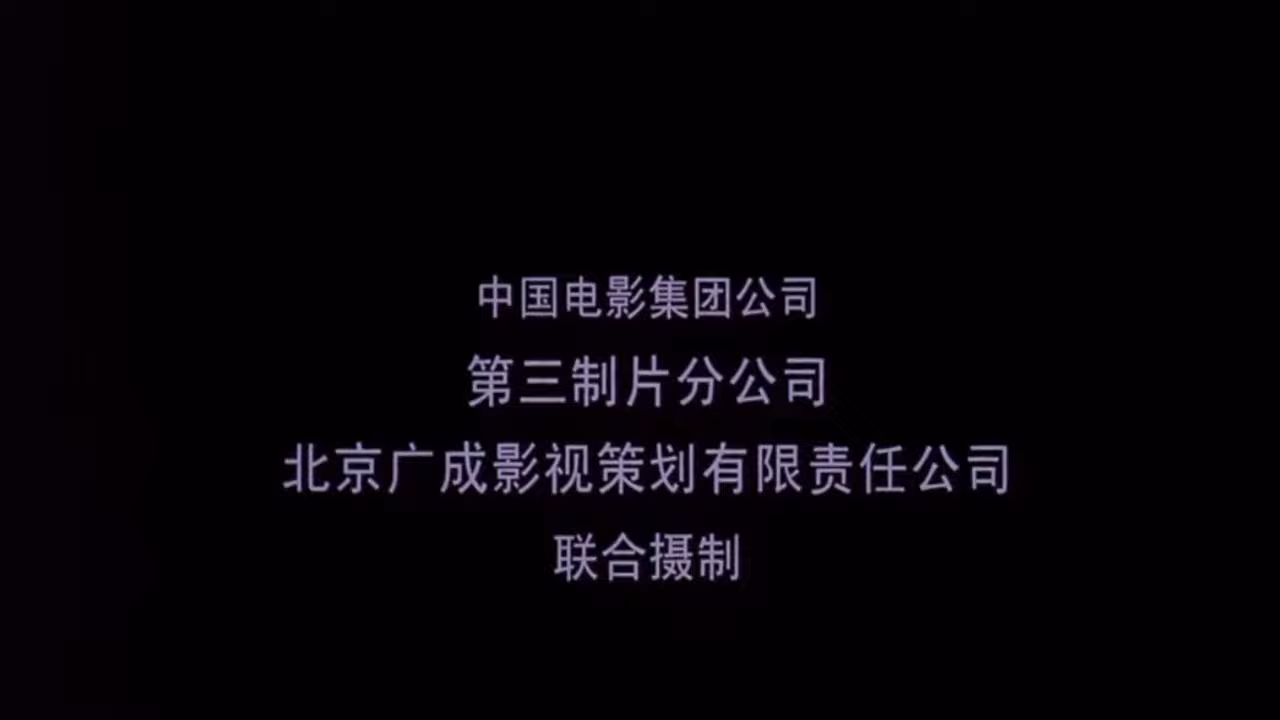 中国电影集团公司
第三制片分公司
北京广成影视策划有限责任公司
联合摄制